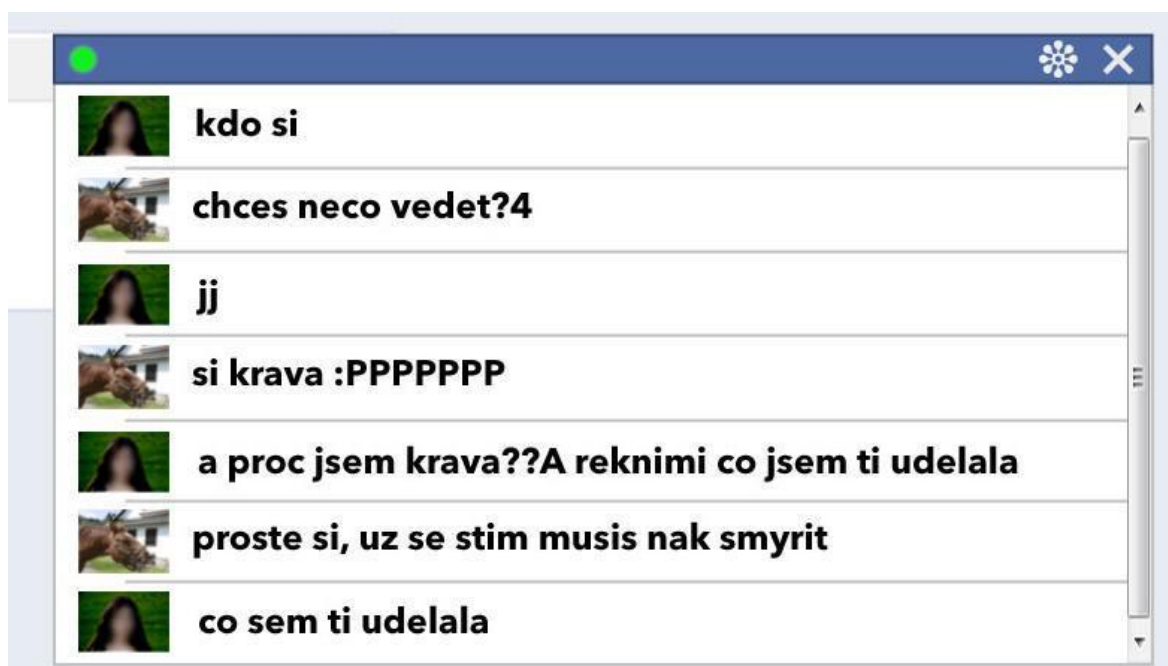 kdo si
chces neco vedet?4
jj
si krava :PPPPPPP
a proc jsem krava??A reknimi co jsem ti udelala
proste si, uz se stim musis nak smyrit
co sem ti udelala